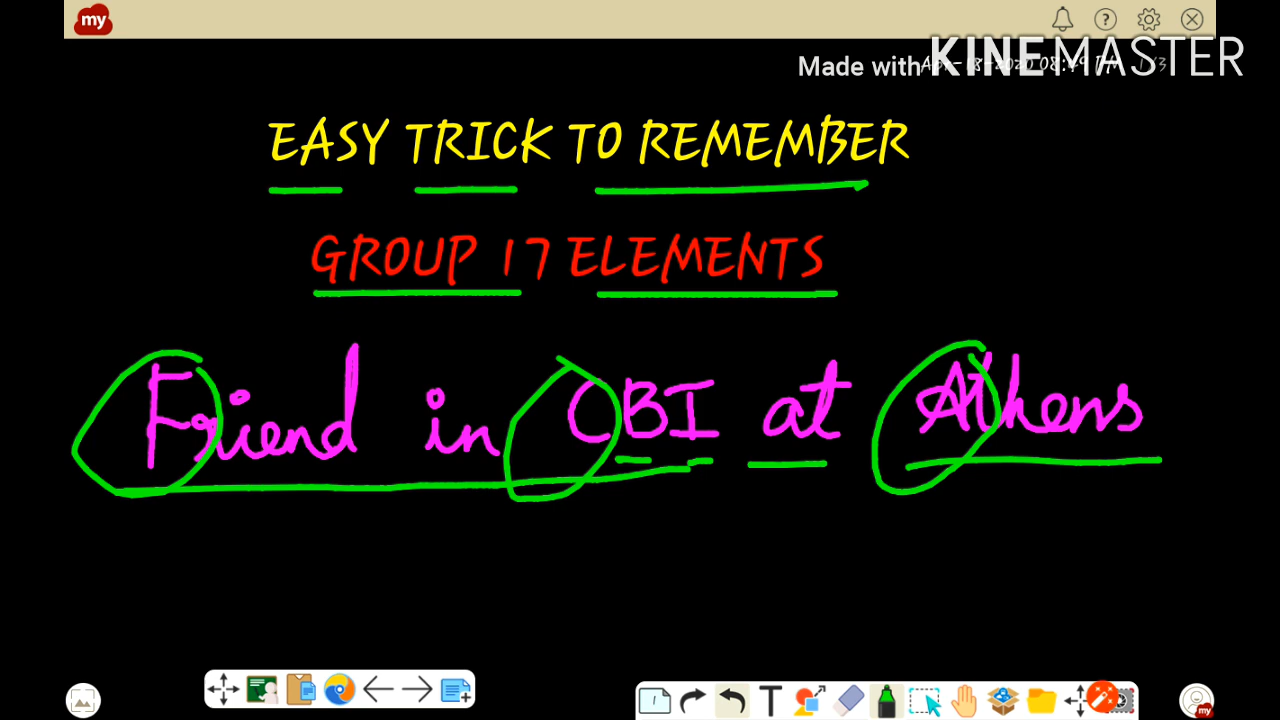 my
Made with KINEMASTER
EASY TRICK TO REMEMBER
GROUP 17 ELEMENTS
Friend in CBI at Athens